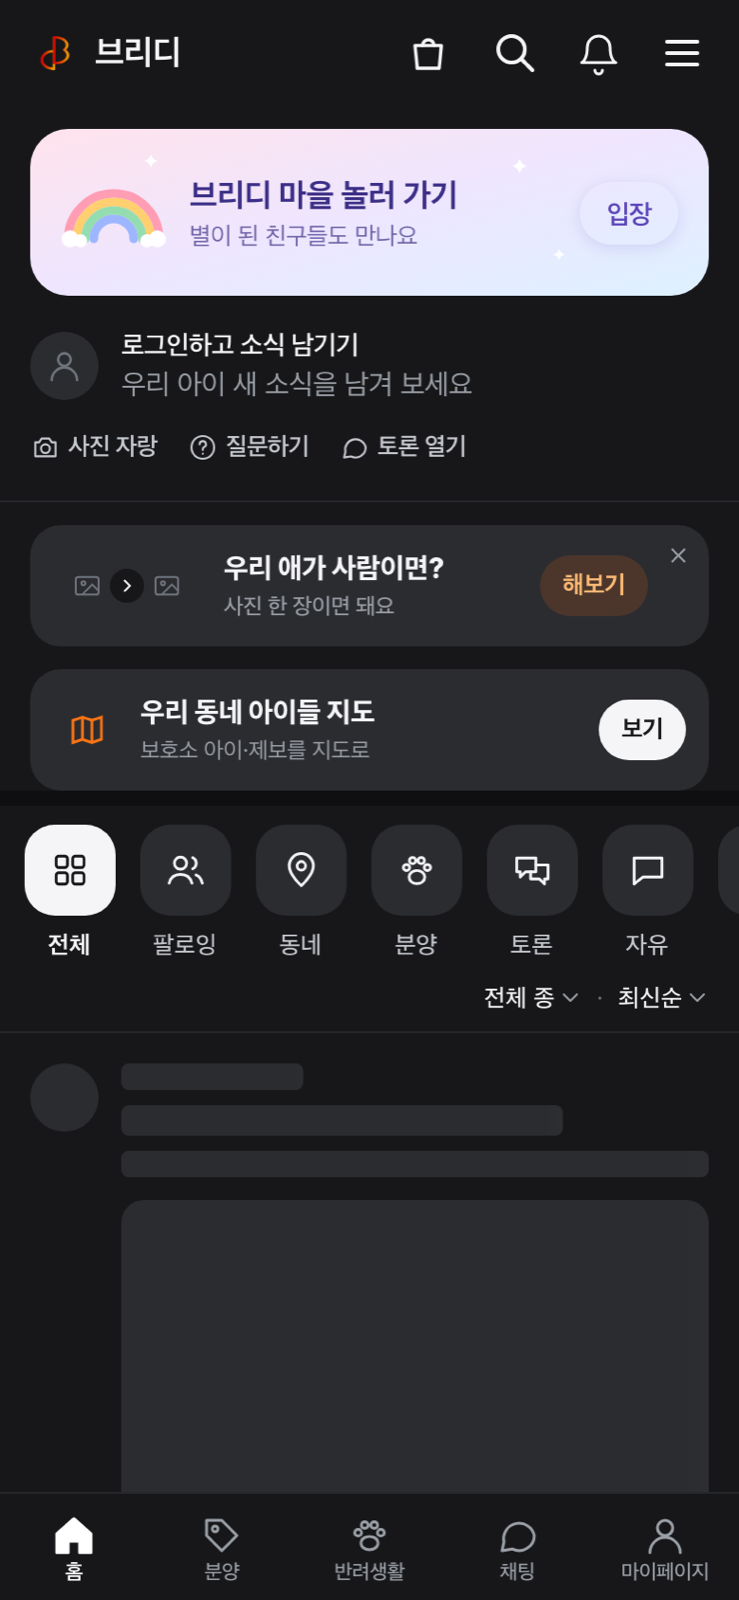 브리디
브리디 마을 놀러 가기
별이 된 친구들도 만나요
입장
로그인하고 소식 남기기
우리 아이 새 소식을 남겨 보세요
사진 자랑 질문하기 토론 열기
우리 애가 사람이면?
사진 한 장이면 돼요
해보기
우리 동네 아이들 지도
보호소 아이·제보를 지도로
보기
전체 팔로잉 동네 분양 토론 자유
전체 종 · 최신순
홈 분양 반려생활 채팅 마이페이지